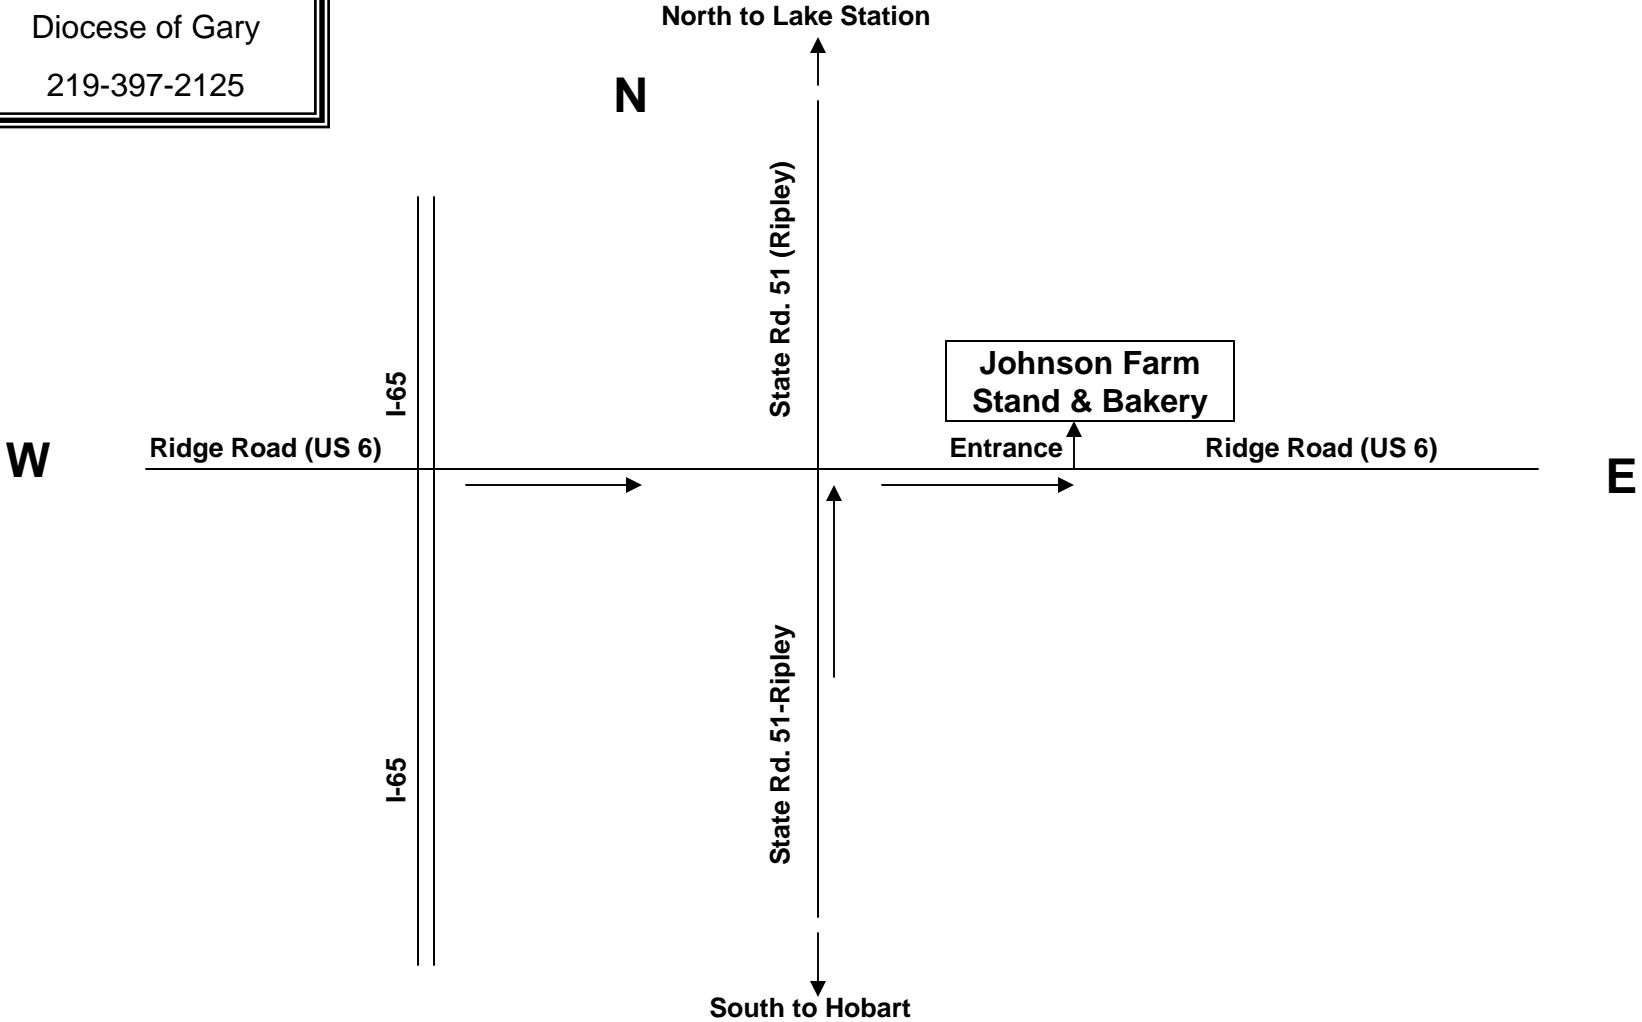 Diocese of Gary
219-397-2125
North to Lake Station
N
State Rd. 51 (Ripley)
I-65
Johnson Farm
Stand & Bakery
W
Ridge Road (US 6)
Entrance
Ridge Road (US 6)
E
State Rd. 51-Ripley
I-65
South to Hobart